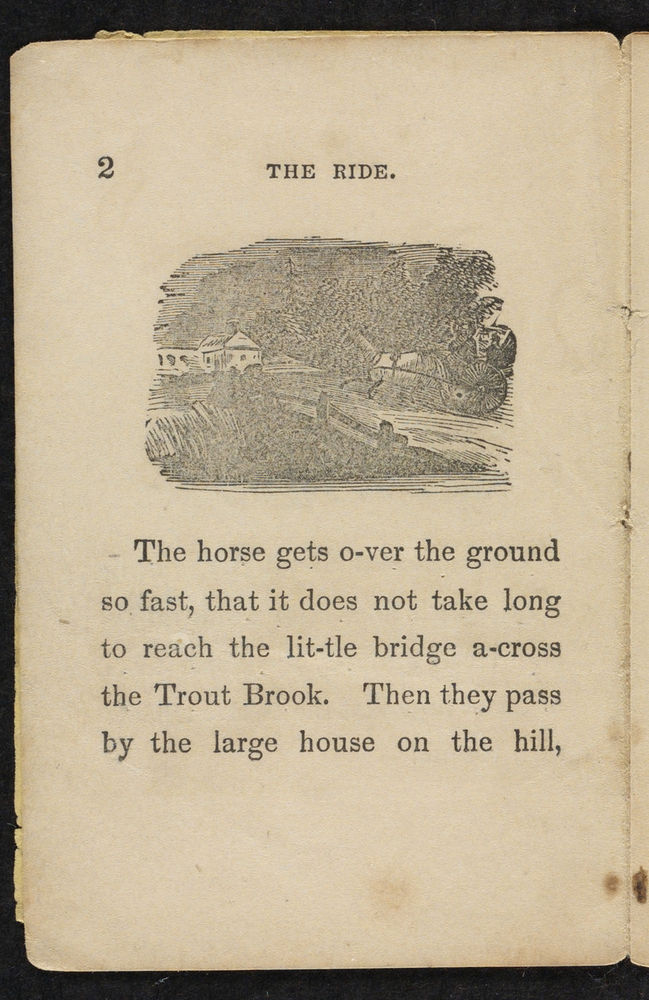 2 THE RIDE.
The horse gets o-ver the ground
so fast, that it does not take long
to reach the lit-tle bridge a-cross
the Trout Brook. Then they pass
by the large house on the hill,